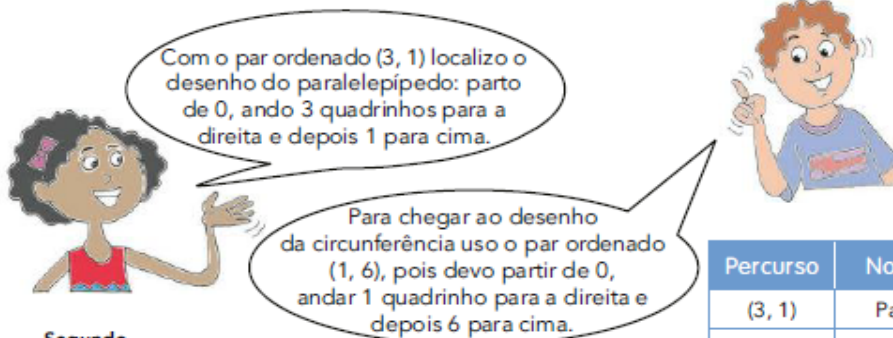 Com o par ordenado (3, 1) localizo o
desenho do paralelepípedo: parto
de 0, ando 3 quadrinhos para a
direita e depois 1 para cima.
Para chegar ao desenho
da circunferência uso o par ordenado
(1, 6), pois devo partir de 0,
andar 1 quadrinho para a direita e
depois 6 para cima.
Percurso
(3, 1)